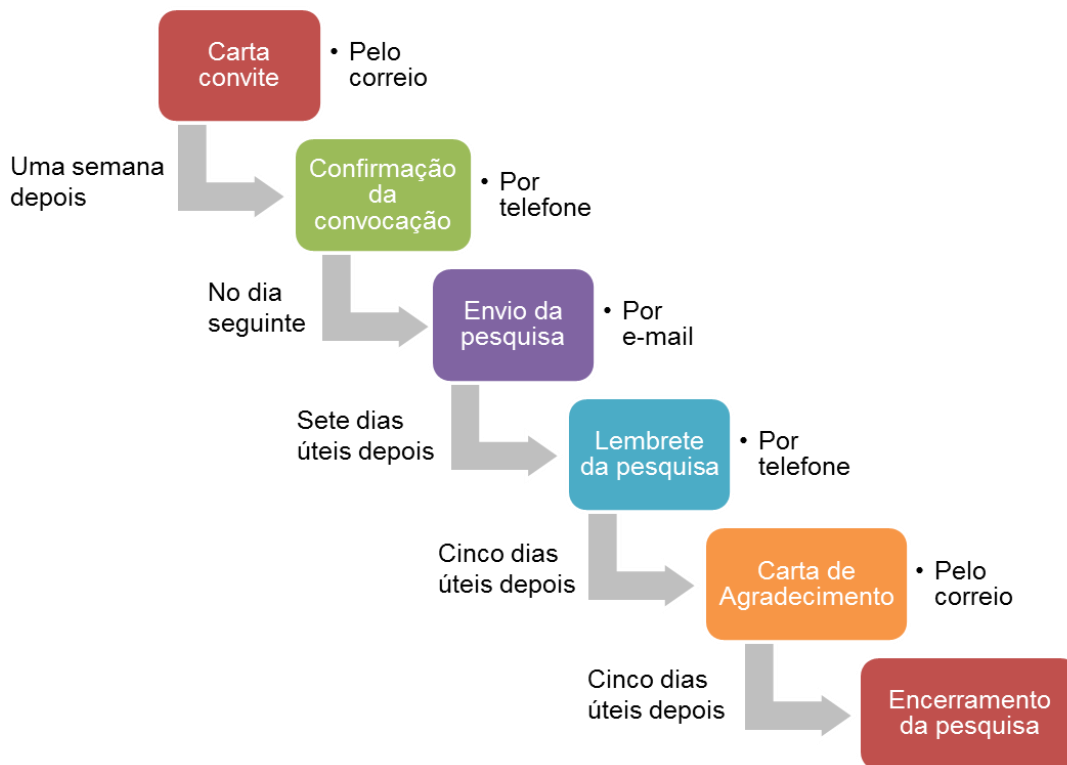 Carta
convite
• Pelo
correio
Uma semana
depois
Confirmação
da
convocação
• Por
telefone
No dia
seguinte
Envio da
pesquisa
• Por
e-mail
Sete dias
úteis depois
Lembrete
da pesquisa
• Por
telefone
Cinco dias
úteis depois
Carta de
Agradecimento
• Pelo
correio
Cinco dias
úteis depois
Encerramento
da pesquisa